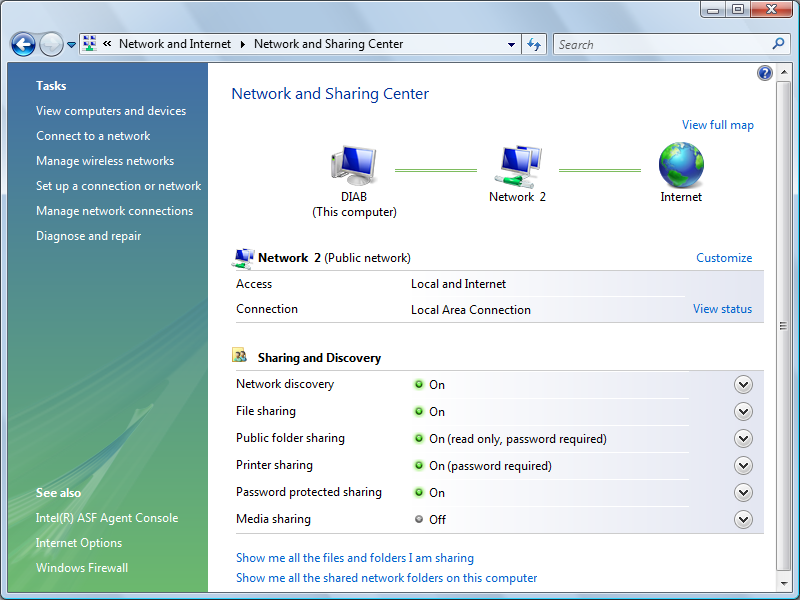 « Network and Internet ▸ Network and Sharing Center
Search
Tasks
View computers and devices
Connect to a network
Manage wireless networks
Set up a connection or network
Manage network connections
Diagnose and repair
See also
Intel(R) ASF Agent Console
Internet Options
Windows Firewall
Network and Sharing Center
View full map
DIAB
(This computer)
Network 2
Internet
Network 2 (Public network) Customize
Access Local and Internet
Connection Local Area Connection View status
Sharing and Discovery
Network discovery On
File sharing On
Public folder sharing On (read only, password required)
Printer sharing On (password required)
Password protected sharing On
Media sharing Off
Show me all the files and folders I am sharing
Show me all the shared network folders on this computer